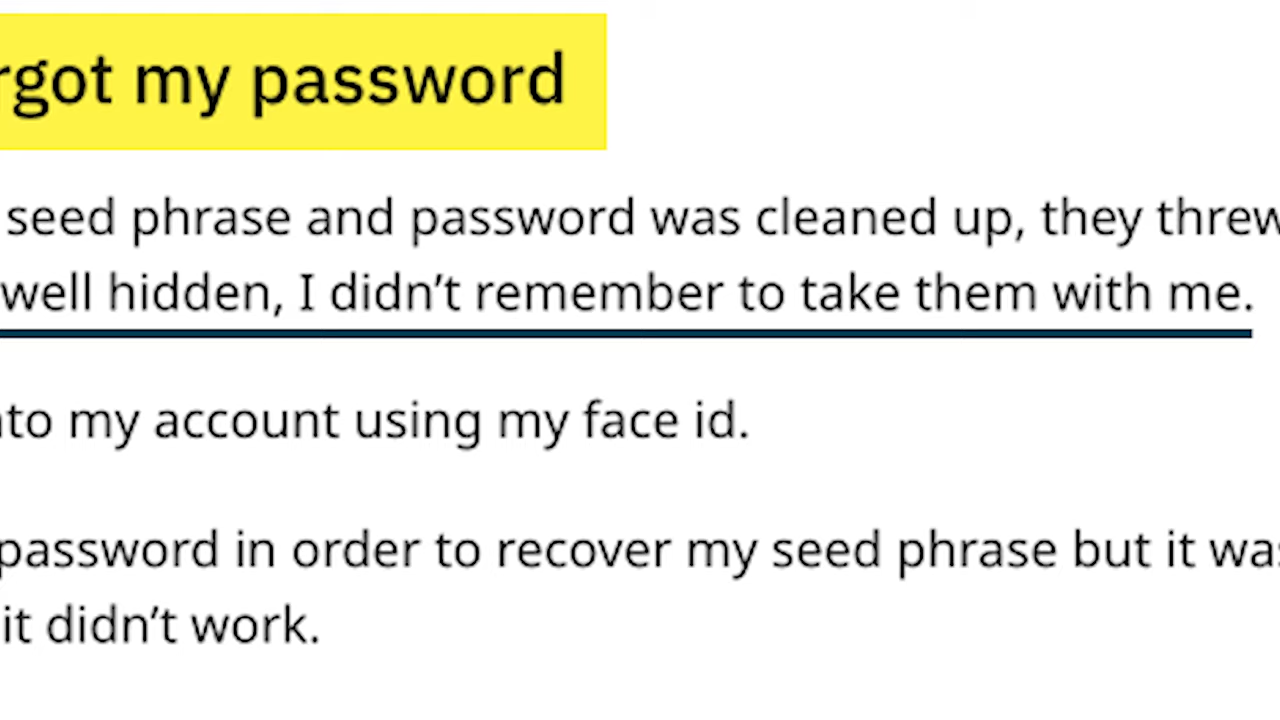 rgot my password
seed phrase and password was cleaned up, they threw
well hidden, I didn’t remember to take them with me.
nto my account using my face id.
password in order to recover my seed phrase but it was
it didn’t work.